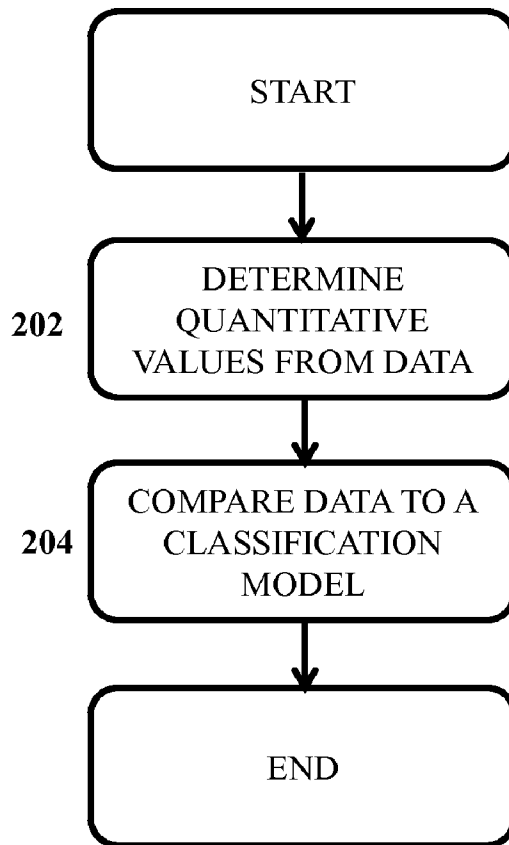 START
DETERMINE
202
QUANTITATIVE
VALUES FROM DATA
COMPARE DATA TO A
204
CLASSIFICATION
MODEL
END